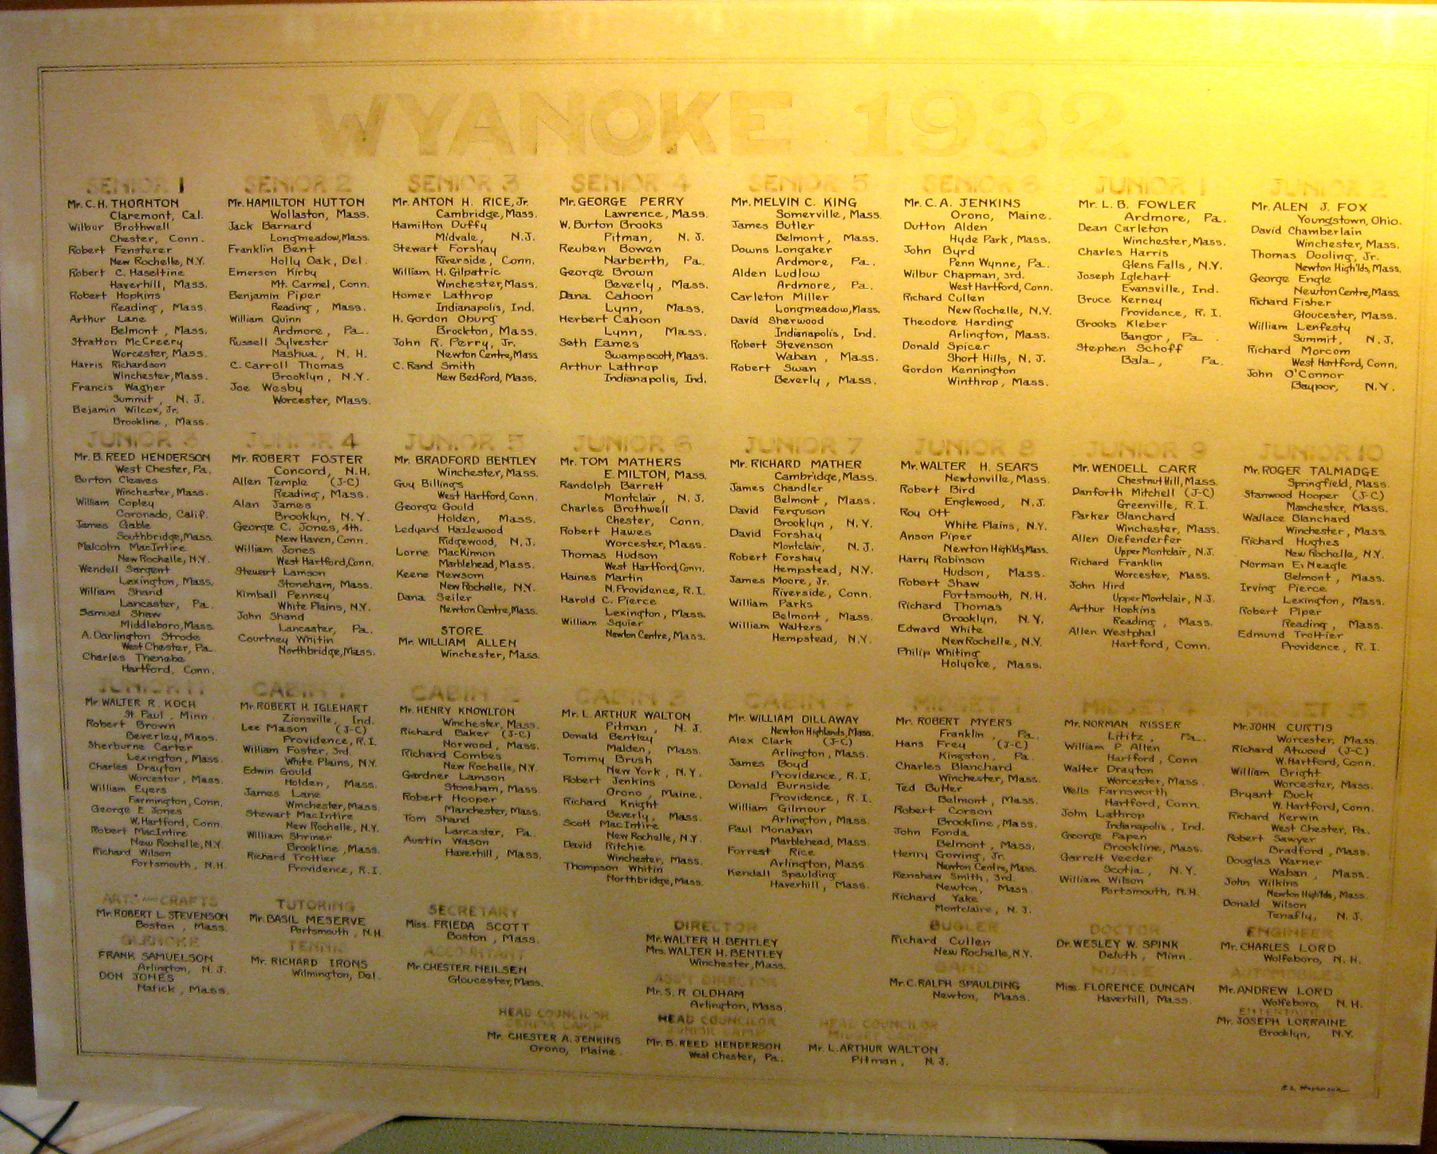 WYANOKE 1932
SENIOR 1
Mr. C.H. THORNTON
Claremont, Cal.
Wilbur Brothwell
Chester, Conn.
Robert Fensterer
New Rochelle, N.Y.
Robert C. Haseltine
Haverhill, Mass.
Robert Hopkins
Reading, Mass.
Arthur Lane
Belmont, Mass.
Stratton McCreery
Worcester, Mass.
Harris Richardson
Winchester, Mass.
Francis Wagner
Summit, N. J.
Bejamin Wilcox, Jr.
Brookline, Mass.
SENIOR 2
Mr. HAMILTON HUTTON
Wollaston, Mass.
Jack Barnard
Longmeadow, Mass.
Franklin Bent
Holly Oak, Del.
Emerson Kirby
Mt. Carmel, Conn.
Benjamin Piper
Reading, Mass.
William Quinn
Ardmore, Pa.
Russell Sylvester
Nashua, N. H.
C. Carroll Thomas
Brooklyn, N.Y.
Joe Wesby
Worcester, Mass.
SENIOR 3
Mr. ANTON H. RICE, Jr.
Cambridge, Mass.
Hamilton Duffy
Midvale, N.J.
Stewart Forshay
Riverside, Conn.
William H. Gilpatric
Winchester, Mass.
Homer Lathrop
Indianapolis, Ind.
H. Gordon Oburg
Brockton, Mass.
John R. Perry, Jr.
Newton Centre, Mass
C. Rand Smith
New Bedford, Mass.
SENIOR 4
Mr. GEORGE PERRY
Lawrence, Mass.
W. Burton Brooks
Pitman, N. J.
Reuben Bowen
Narberth, Pa.
George Brown
Beverly, Mass.
Dana Cahoon
Lynn, Mass.
Herbert Cahoon
Lynn, Mass.
Seth Eames
Swampscott, Mass.
Arthur Lathrop
Indianapolis, Ind.
SENIOR 5
Mr. MELVIN C. KING
Somerville, Mass.
James Butler
Belmont, Mass.
Downs Longaker
Ardmore, Pa.
Alden Ludlow
Ardmore, Pa.
Carleton Miller
Longmeadow, Mass.
David Sherwood
Indianapolis, Ind.
Robert Stevenson
Waban, Mass.
Robert Swan
Beverly, Mass.
SENIOR 6
Mr. C.A. JENKINS
Orono, Maine.
Dutton Alden
Hyde Park, Mass.
John Byrd
Penn Wynne, Pa.
Wilbur Chapman, 3rd.
West Hartford, Conn.
Richard Cullen
New Rochelle, N.Y.
Theodore Harding
Arlington, Mass.
Donald Spicer
Short Hills, N. J.
Gordon Kennington
Winthrop, Mass.
JUNIOR 1
Mr. L.B. FOWLER
Ardmore, Pa.
Dean Carleton
Winchester, Mass.
Charles Harris
Glens Falls, N.Y.
Joseph Iglehart
Evansville, Ind.
Bruce Kerney
Providence, R. I.
Brooks Kleber
Bangor, Pa.
Stephen Schoff
Bala, Pa.
JUNIOR 2
Mr. ALEN J. FOX
Youngstown, Ohio.
David Chamberlain
Winchester, Mass.
Thomas Dooling, Jr.
Newton High'lds, Mass.
George Engle
Newton Centre, Mass
Richard Fisher
Gloucester, Mass.
William Lenfesty
Summit, N. J.
Richard Morcom
West Hartford, Conn.
John O'Connor
Baypor, N.Y.
JUNIOR 3
Mr. B. REED HENDERSON
West Chester, Pa.
Burton Cleaves
Winchester, Mass.
William Copley
Coronado, Calif.
James Gable
Southbridge, Mass.
Malcolm MacIntire
New Rochelle, N.Y.
Wendell Sargent
Lexington, Mass.
William Shand
Lancaster, Pa.
Samuel Shaw
Middleboro, Mass.
A. Darlington Strode
West Chester, Pa.
Charles Thenebe
Hartford, Conn.
JUNIOR 4
Mr. ROBERT FOSTER
Concord, N.H.
Allen Temple (J-C)
Reading, Mass.
Alan James
Brooklyn, N.Y.
George C. Jones, 4th.
New Haven, Conn.
William Jones
West Hartford, Conn
Stewart Lamson
Stoneham, Mass.
Kimball Penney
White Plains, N.Y.
John Shand
Lancaster, Pa.
Courtney Whitin
Northbridge, Mass.
JUNIOR 5
Mr. BRADFORD BENTLEY
Winchester, Mass.
Guy Billings
West Hartford, Conn.
George Gould
Holden, Mass.
Ledyard Hazlewood
Ridgewood, N. J.
Lorne MacKinnon
Marblehead, Mass.
Keene Newsom
New Rochelle, N.Y.
Dana Seiler
Newton Centre, Mass.
STORE
Mr. WILLIAM ALLEN
Winchester, Mass.
JUNIOR 6
Mr. TOM MATHERS
E. MILTON, Mass.
Randolph Barrett
Montclair, N. J.
Charles Brothwell
Chester, Conn.
Robert Hawes
Worcester, Mass.
Thomas Hudson
West Hartford, Conn.
Haines Martin
N. Providence, R. I.
Harold C. Pierce
Lexington, Mass.
William Squier
Newton Centre, Mass.
JUNIOR 7
Mr. RICHARD MATHER
Cambridge, Mass.
James Chandler
Belmont, Mass.
David Ferguson
Brooklyn, N.Y.
David Forshay
Montclair, N. J.
Robert Forshay
Hempstead, N.Y.
James Moore, Jr.
Riverside, Conn.
William Parks
Belmont, Mass.
William Walters
Hempstead, N.Y.
JUNIOR 8
Mr. WALTER H. SEARS
Newtonville, Mass.
Robert Bird
Englewood, N.J.
Roy Ott
White Plains, N.Y.
Anson Piper
Newton Highlds, Mass.
Harry Robinson
Hudson, Mass.
Robert Shaw
Portsmouth, N. H.
Richard Thomas
Brooklyn, N.Y.
Edward White
New Rochelle, N.Y.
Philip Whiting
Holyoke, Mass.
JUNIOR 9
Mr. WENDELL CARR
Chestnut Hill, Mass.
Danforth Mitchell (J-C)
Greenville, R. I.
Parker Blanchard
Winchester, Mass.
Allen Diefenderfer
Upper Montclair, N.J.
Richard Franklin
Worcester, Mass.
John Hird
Upper Montclair, N.J.
Arthur Hopkins
Reading, Mass.
Allen Westphal
Hartford, Conn.
JUNIOR 10
Mr. ROGER TALMADGE
Springfield, Mass.
Stanwood Hooper (J-C)
Manchester, Mass.
Wallace Blanchard
Winchester, Mass.
Richard Hughes
New Rochelle, N.Y.
Norman E. Neagle
Belmont, Mass.
Irving Pierce
Lexington, Mass.
Robert Piper
Reading, Mass.
Edmund Trottier
Providence, R. I.
JUNIOR 11
Mr. WALTER R. KOCH
St. Paul, Minn
Robert Brown
Beverley, Mass.
Sherburne Carter
Lexington, Mass.
Charles Drayton
Worcester, Mass.
William Eyers
Farmington, Conn.
George E. Jones
W. Hartford, Conn.
Robert MacIntire
New Rochelle, N.Y.
Richard Wilson
Portsmouth, N.H.
CABIN 1
Mr. ROBERT H. IGLEHART
Zionsville, Ind.
Lee Mason (J-C)
Providence, R. I.
William Foster, 3rd.
White Plains, N.Y.
Edwin Gould
Holden, Mass.
James Lane
Winchester, Mass.
Stewart MacIntire
New Rochelle, N.Y.
William Shriner
Brookline, Mass.
Richard Trottier
Providence, R. I.
CABIN 2
Mr. HENRY KNOWLTON
Winchester, Mass.
Richard Baker (J-C)
Norwood, Mass.
Richard Combes
New Rochelle, N.Y.
Gardner Lamson
Stoneham, Mass.
Robert Hooper
Manchester, Mass.
Tom Shand
Lancaster, Pa.
Austin Wason
Haverhill, Mass.
CABIN 3
Mr. L. ARTHUR WALTON
Pitman, N. J.
Donald Bentley
Malden, Mass.
Tommy Brush
New York, N.Y.
Robert Jenkins
Orono, Maine.
Richard Knight
Beverly, Mass.
Scott MacIntire
New Rochelle, N.Y.
David Ritchie
Winchester, Mass.
Thompson Whitin
Northbridge, Mass.
CABIN 4
Mr. WILLIAM DILLAWAY
Newton Highlands, Mass.
Alex Clark (J-C)
Arlington, Mass.
James Boyd
Providence, R. I.
Donald Burnside
Providence, R. I.
William Gilmour
Arlington, Mass.
Paul Monahan
Marblehead, Mass.
Forrest Rice
Arlington, Mass
Kendall Spaulding
Haverhill, Mass.
MIDGET
Mr. ROBERT MYERS
Franklin, Pa.
Hans Frey (J-C)
Kingston, Pa.
Charles Blanchard
Winchester, Mass.
Ted Butler
Belmont, Mass.
Robert Corson
Brookline, Mass.
John Fonda
Belmont, Mass.
Henry Gowing, Jr.
Newton Centre, Mass
Renshaw Smith, 3rd.
Newton, Mass.
Richard Yake
Montclaire, N. J.
MIDGET
Mr. NORMAN RISSER
Lititz, Pa.
William P. Allen
Hartford, Conn
Walter Drayton
Worcester, Mass.
Wells Farnsworth
Hartford, Conn.
John Lathrop
Indianapolis, Ind.
George Papen
Brookline, Mass.
Garrett Veeder
Scotia, N.Y.
William Wilson
Portsmouth, N.H.
MIDGET
Mr. JOHN CURTIS
Worcester, Mass.
Richard Atwood (J-C)
W. Hartford, Conn.
William Bright
Worcester, Mass.
Bryant Buck
W. Hartford, Conn.
Richard Kerwin
West Chester, Pa.
Robert Sawyer
Bradford, Mass.
Douglas Warner
Waban, Mass.
John Wilkins
Newton High'lds, Mass.
Donald Wilson
Tenafly, N. J.
ARTS AND CRAFTS
Mr. ROBERT L. STEVENSON
Boston, Mass.
GLENOKE
FRANK SAMUELSON
Arlington, N. J.
DON JONES
Natick, Mass.
TUTORING
Mr. BASIL MESERVE
Portsmouth, N.H.
TENNIS
Mr. RICHARD IRONS
Wilmington, Del
SECRETARY
Miss. FRIEDA SCOTT
Boston, Mass.
ACCOUNTANT
Mr. CHESTER NEILSEN
Gloucester, Mass.
DIRECTOR
Mr. WALTER H. BENTLEY
Mrs. WALTER H. BENTLEY
Winchester, Mass.
ASS'T DIRECTOR
Mr. S. R. OLDHAM
Arlington, Mass
BUGLER
Richard Cullen
New Rochelle, N.Y.
BAND
Mr. C. RALPH SPAULDING
Newton, Mass.
DOCTOR
Dr. WESLEY W. SPINK
Duluth, Minn.
NURSE
Miss. FLORENCE DUNCAN
Haverhill, Mass.
ENGINEER
Mr. CHARLES LORD
Wolfeboro, N. H.
AUTOMOBILES
Mr. ANDREW LORD
Wolfeboro, N. H.
Mr. JOSEPH LORRAINE
Brooklyn, N.Y.
HEAD COUNCILOR
SENIOR CAMP
Mr. CHESTER A. JENKINS
Orono, Maine
HEAD COUNCILOR
JUNIOR CAMP
Mr. B. REED HENDERSON
West Chester, Pa.
HEAD COUNCILOR
Mr. L. ARTHUR WALTON
Pitman, N. J.